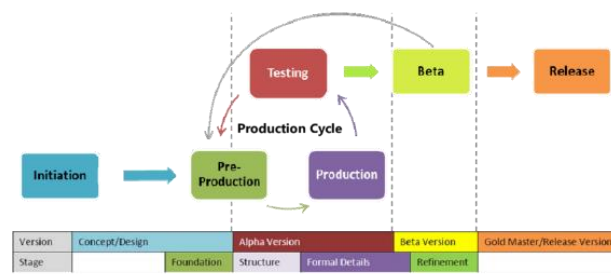 Testing
Beta
Release
Production Cycle
Initiation
Pre-
Production
Production
Version Concept/Design Alpha Version Beta Version Gold Master/Release Version
Stage Foundation Structure Formal Details Refinement